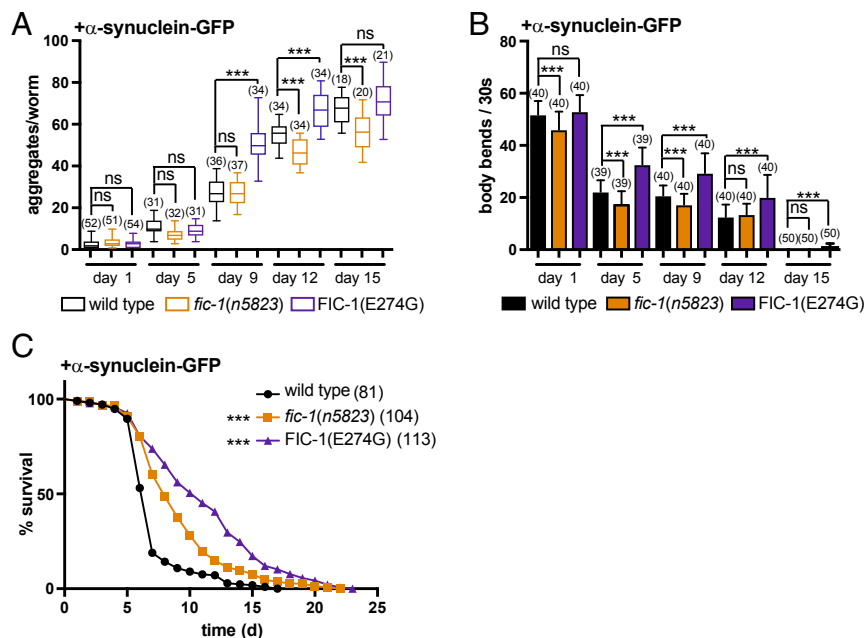 A
+α-synuclein-GFP
aggregates/worm
100
80
60
40
20
0
ns
ns
(52)
(51)
(54)
ns
ns
(31)
(32)
(31)
***
ns
(36)
(37)
(34)
***
***
(34)
(34)
(34)
ns
***
(18)
(20)
(21)
day 1
day 5
day 9
day 12
day 15
wild type
fic-1(n5823)
FIC-1(E274G)
B
+α-synuclein-GFP
body bends / 30s
80
60
40
20
0
ns
***
(40)
(40)
(40)
***
***
(39)
(39)
(39)
***
***
(40)
(40)
(40)
***
ns
(40)
(40)
(40)
***
ns
(50)
(50)
(50)
day 1
day 5
day 9
day 12
day 15
wild type
fic-1(n5823)
FIC-1(E274G)
C
+α-synuclein-GFP
wild type (81)
*** fic-1(n5823) (104)
*** FIC-1(E274G) (113)
% survival
100
50
0
0 5 10 15 20 25
time (d)